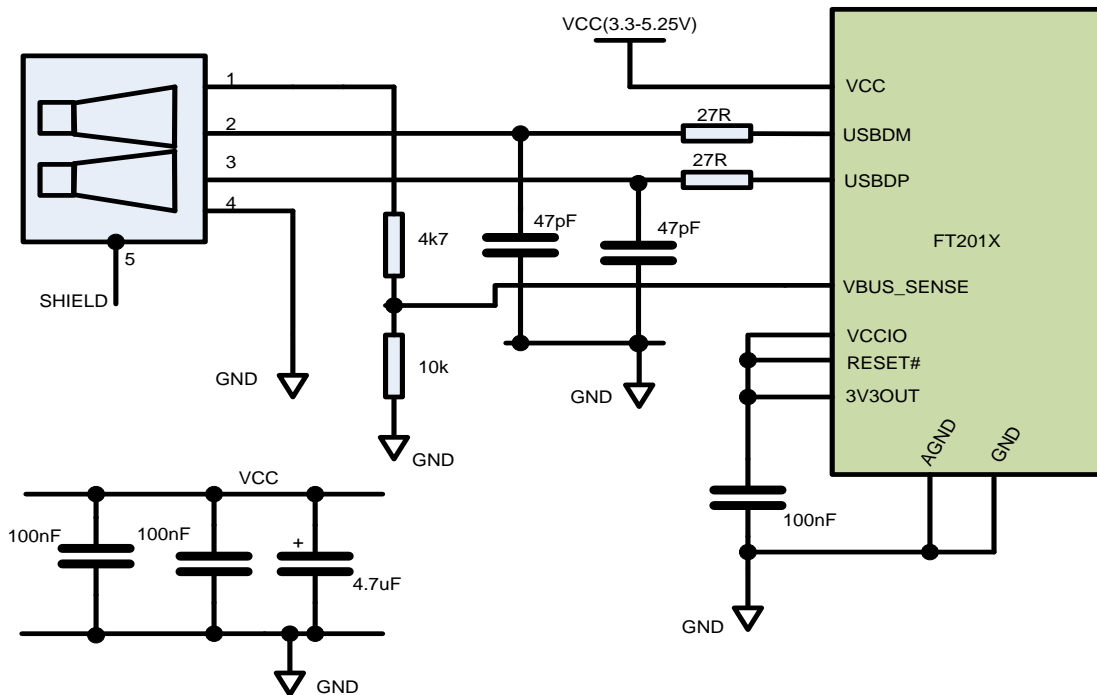 VCC(3.3-5.25V)
1
VCC
27R
2
USBDM
27R
3
USBDP
4
47pF
47pF
4k7
FT201X
5
SHIELD
VBUS_SENSE
VCCIO
10k
RESET#
GND
3V3OUT
GND
AGND
GND
GND
VCC
100nF
100nF
100nF
+
4.7uF
GND
GND